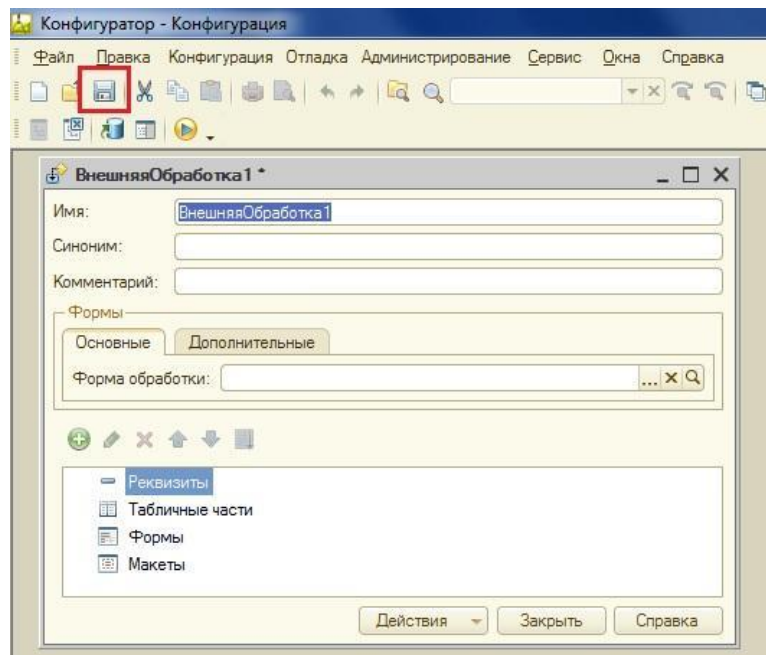 Конфигуратор - Конфигурация
Файл Правка Конфигурация Отладка Администрирование Сервис Окна Справка
ВнешняяОбработка1 *
Имя: ВнешняяОбработка1
Синоним:
Комментарий:
Формы
Основные Дополнительные
Форма обработки: ...
Реквизиты
Табличные части
Формы
Макеты
Действия Закрыть Справка